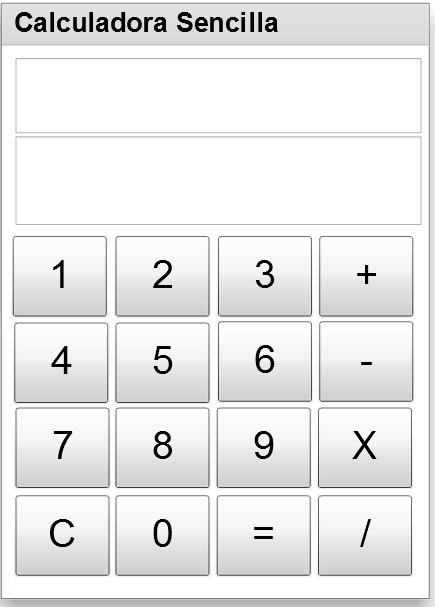 Calculadora Sencilla
1 2 3 +
4 5 6 -
7 8 9 X
C 0 = /